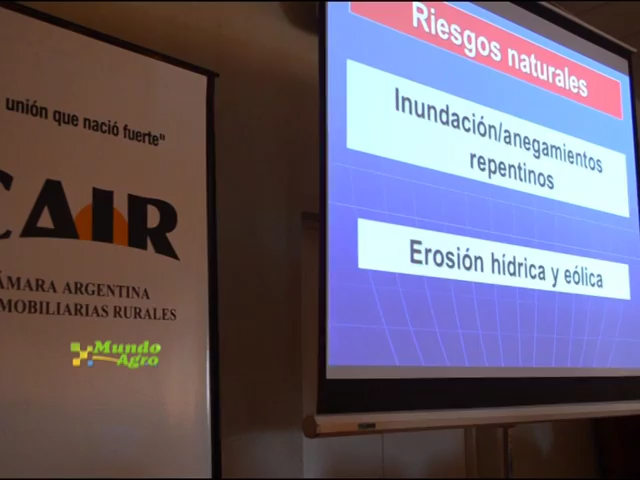 unión que nació fuerte"
CAIR
ÁMARA ARGENTINA
MOBILIARIAS RURALES
Mundo
Agro
Riesgos naturales
Inundación/anegamientos
repentinos
Erosión hídrica y eólica